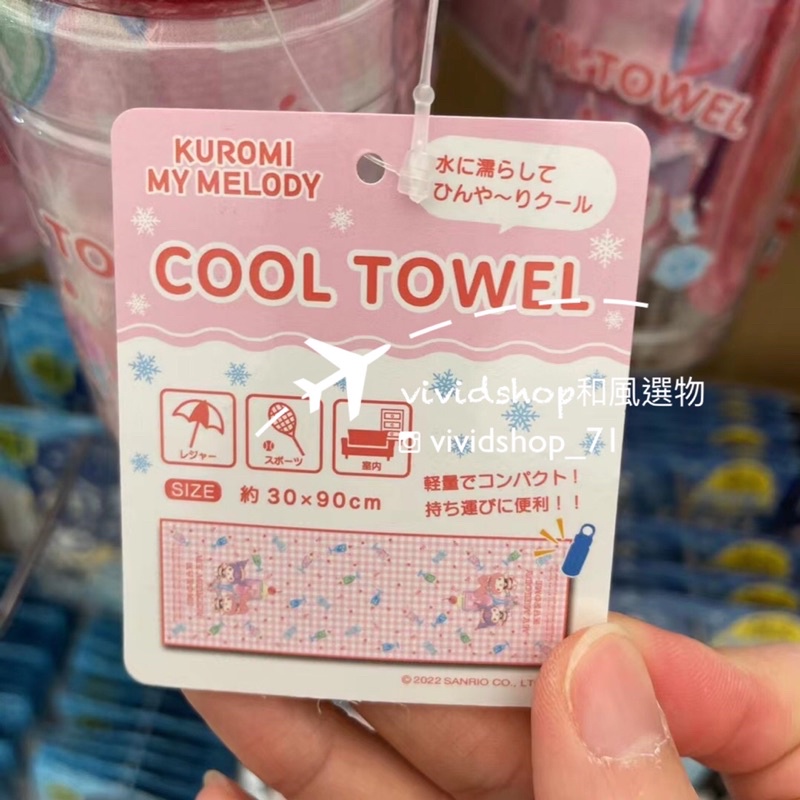 KUROMI
MY MELODY
水に濡らして
ひんや～りクール
COOL TOWEL
COOL TOWEL
TO
vividshop和風選物
vividshop_71
レジャー
スポーツ
室内
軽量でコンパクト！
持ち運びに便利！！
SIZE 約 30×90cm
©2022 SANRIO CO., LT